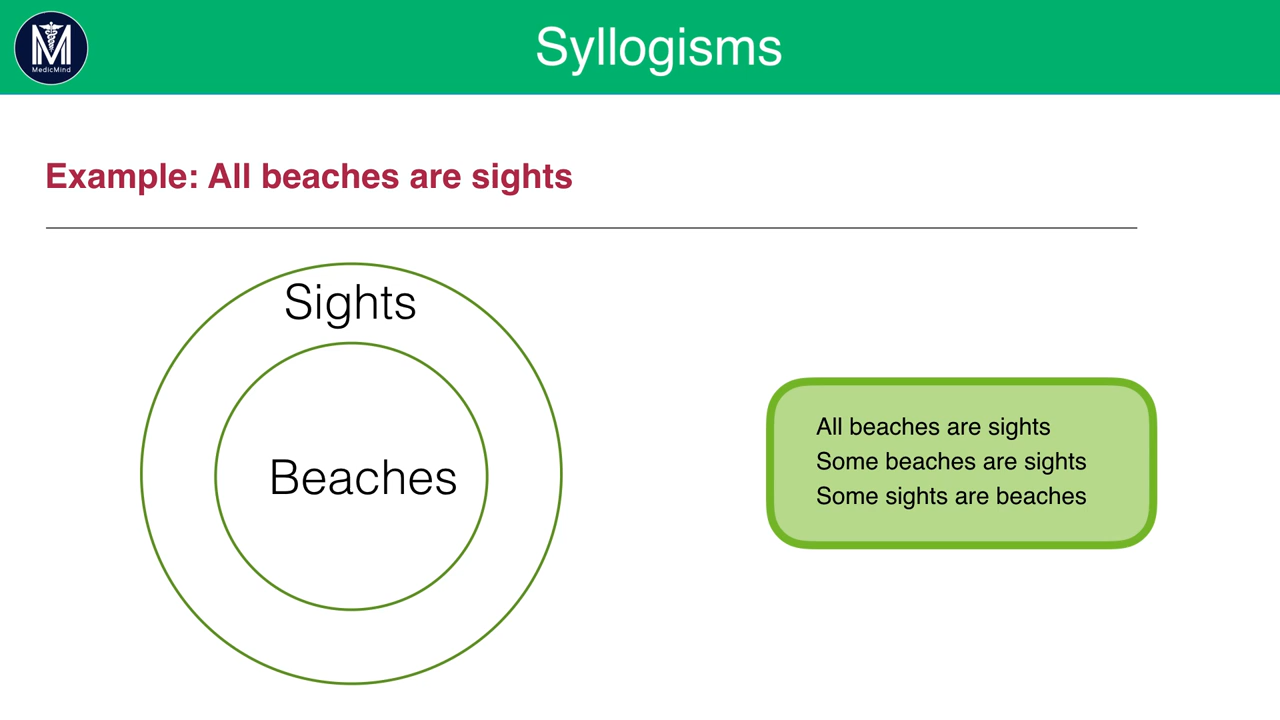 MedicMind
Syllogisms
Example: All beaches are sights
Sights
Beaches
All beaches are sights
Some beaches are sights
Some sights are beaches